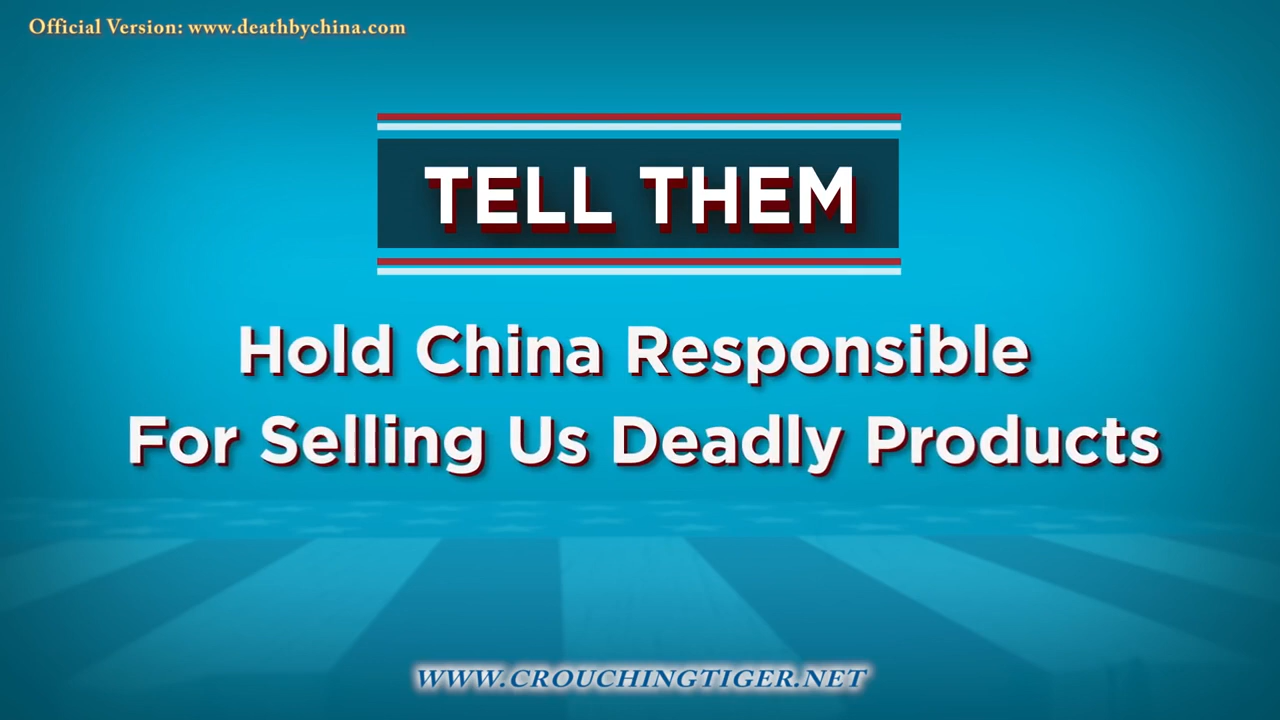 Official Version: www.deathbychina.com
TELL THEM
Hold China Responsible
For Selling Us Deadly Products
WWW.CROUCHINGTIGER.NET